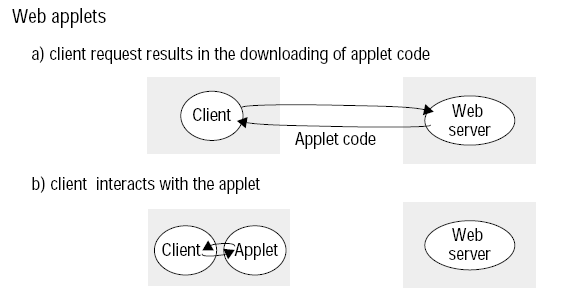 Web applets
a) client request results in the downloading of applet code
Client
Web
server
Applet code
b) client interacts with the applet
Client
Applet
Web
server